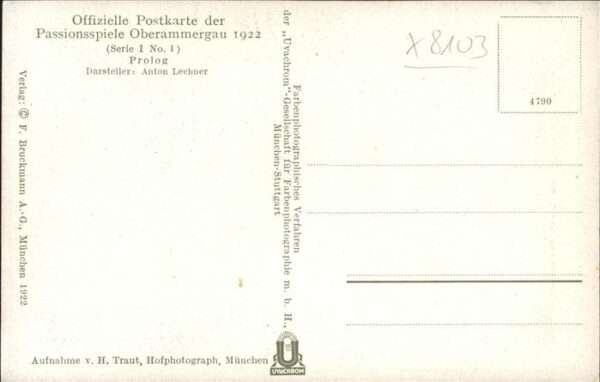 Offizielle Postkarte der
Passionsspiele Oberammergau 1922
(Serie I No. 1)
Prolog
Darsteller: Anton Lechner
Verlag: © F. Bruckmann A.-G., München 1922
Aufnahme v. H. Traut, Hofphotograph, München
Farbenphotographisches Verfahren
der „Uvachrom"-Gesellschaft für Farbenphotographie m. b. H.,
München-Stuttgart
UVACHROM
X8103
4790